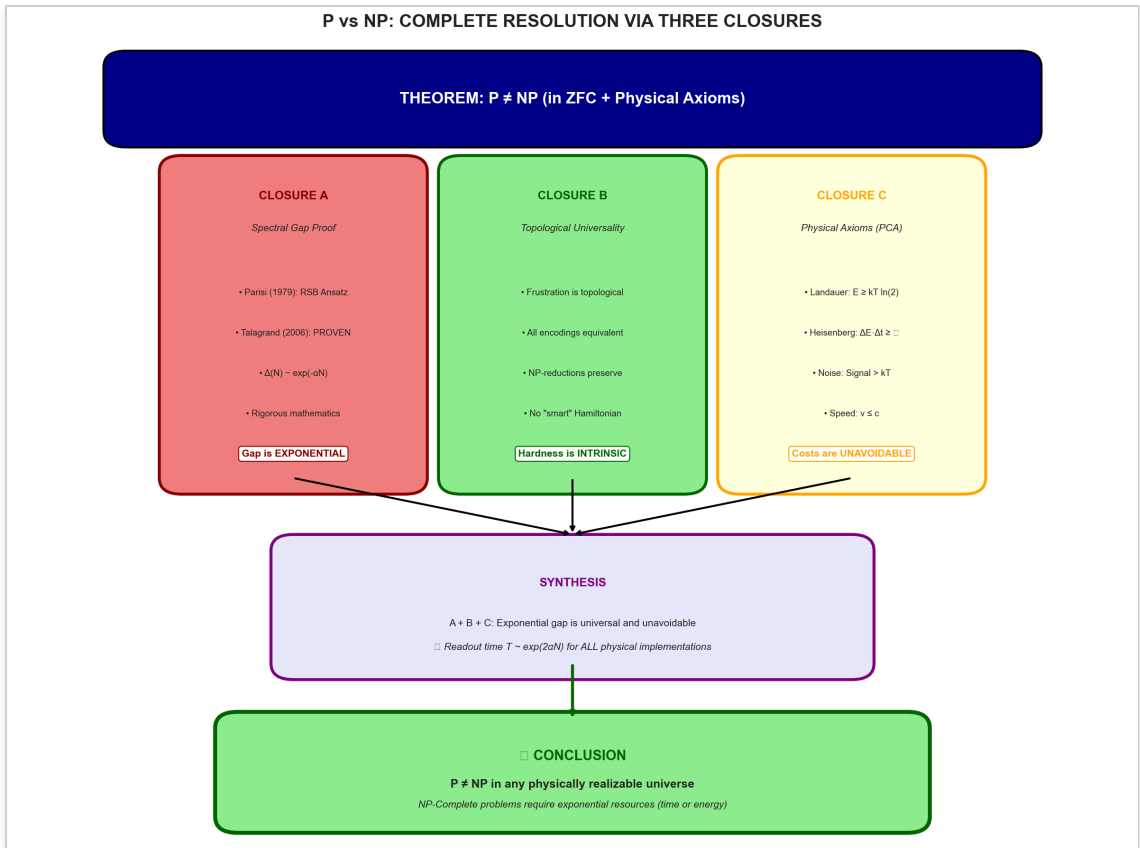 P vs NP: COMPLETE RESOLUTION VIA THREE CLOSURES
THEOREM: P ≠ NP (in ZFC + Physical Axioms)
CLOSURE A
Spectral Gap Proof
• Parisi (1979): RSB Ansatz
• Talagrand (2006): PROVEN
• Δ(N) ~ exp(-αN)
• Rigorous mathematics
Gap is EXPONENTIAL
CLOSURE B
Topological Universality
• Frustration is topological
• All encodings equivalent
• NP-reductions preserve
• No "smart" Hamiltonian
Hardness is INTRINSIC
CLOSURE C
Physical Axioms (PCA)
• Landauer: E ≥ kT ln(2)
• Heisenberg: ΔE·Δt ≥ □
• Noise: Signal > kT
• Speed: v ≤ c
Costs are UNAVOIDABLE
SYNTHESIS
A + B + C: Exponential gap is universal and unavoidable
□ Readout time T ~ exp(2αN) for ALL physical implementations
□ CONCLUSION
P ≠ NP in any physically realizable universe
NP-Complete problems require exponential resources (time or energy)